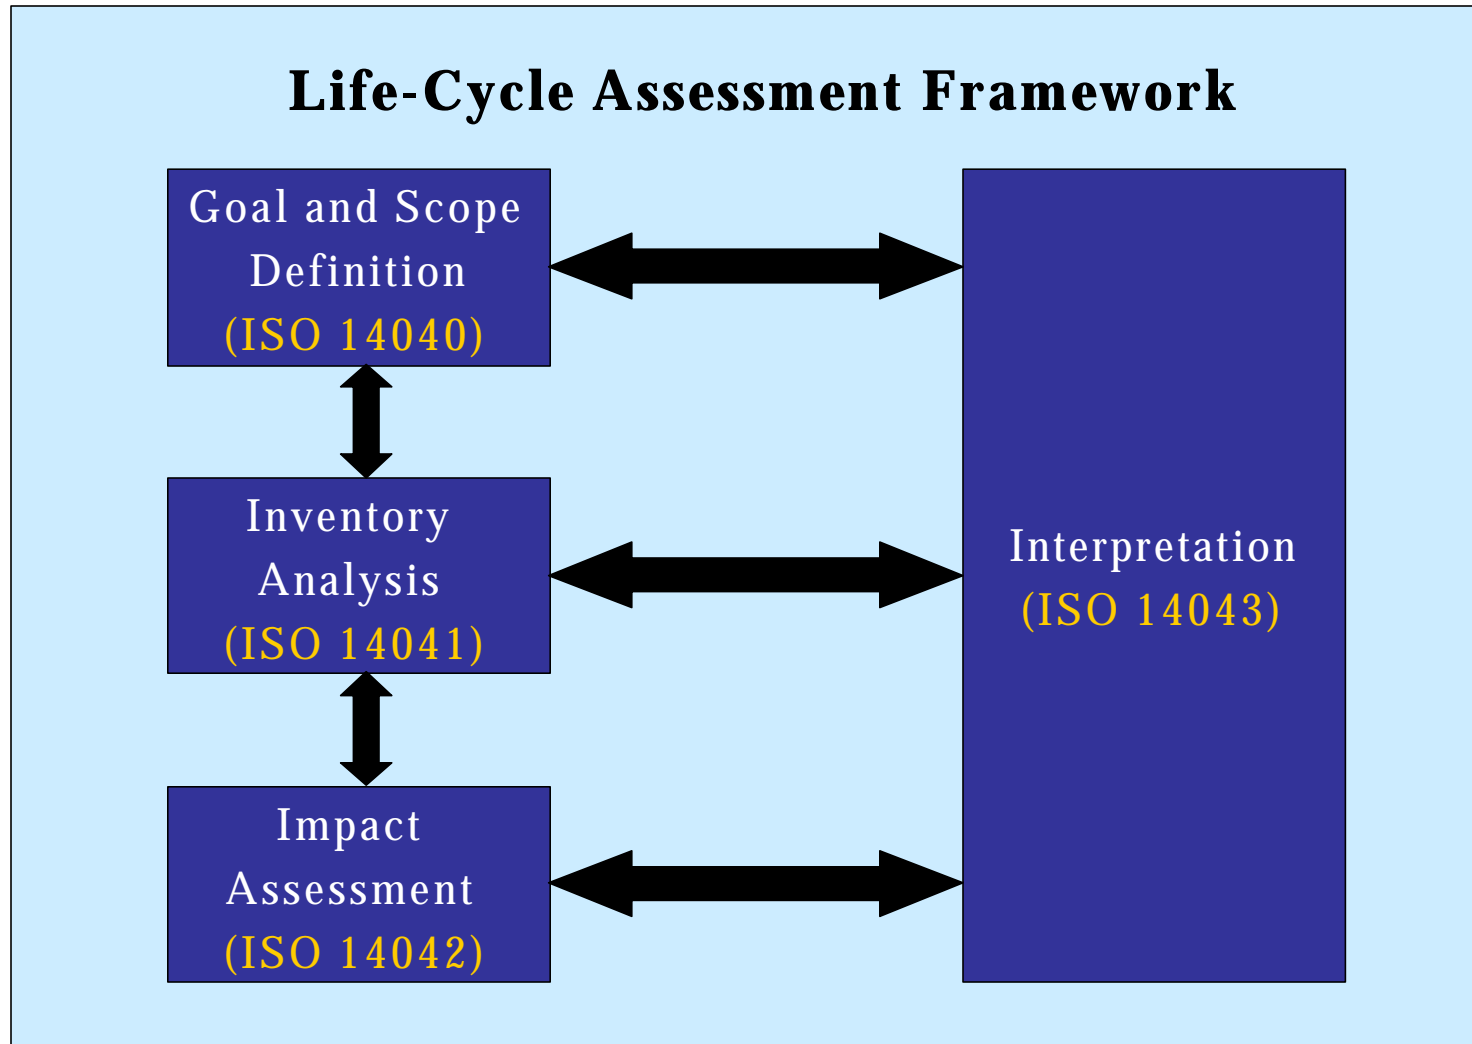 Life-Cycle Assessment Framework
Goal and Scope
Definition
(ISO 14040)
Inventory
Analysis
(ISO 14041)
Impact
Assessment
(ISO 14042)
Interpretation
(ISO 14043)